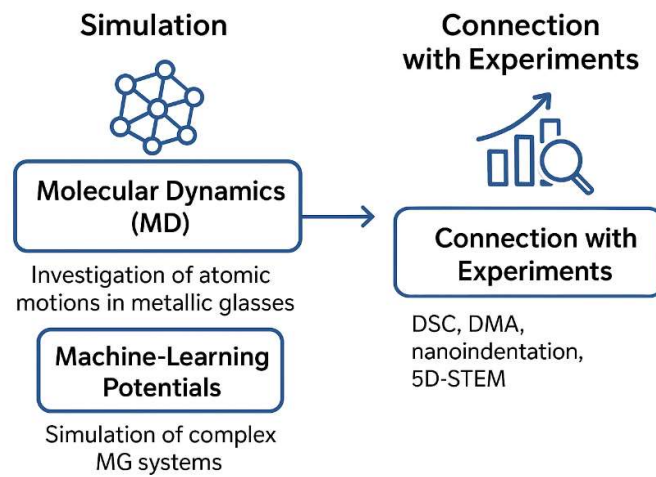 Simulation
Molecular Dynamics
(MD)
Investigation of atomic
motions in metallic glasses
Machine-Learning
Potentials
Simulation of complex
MG systems
Connection
with Experiments
Connection with
Experiments
DSC, DMA,
nanoindentation,
5D-STEM